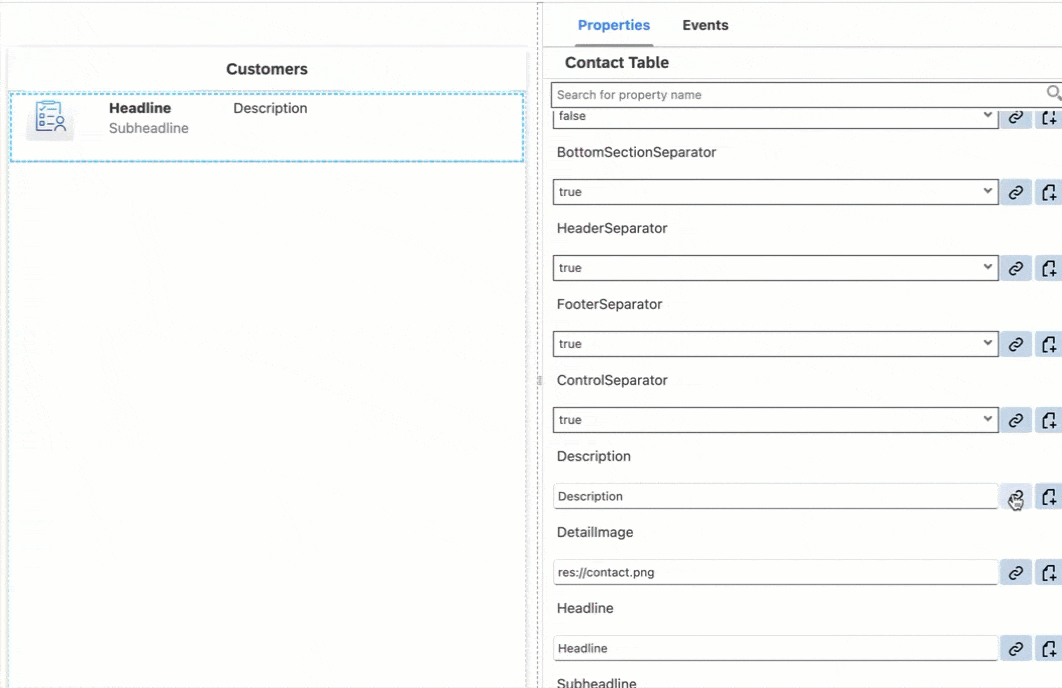 Properties Events
Customers
Contact Table
Search for property name
Headline Description
Subheadline
false
BottomSectionSeparator
true
HeaderSeparator
true
FooterSeparator
true
ControlSeparator
true
Description
Description
DetailImage
res://contact.png
Headline
Headline
Subheadline